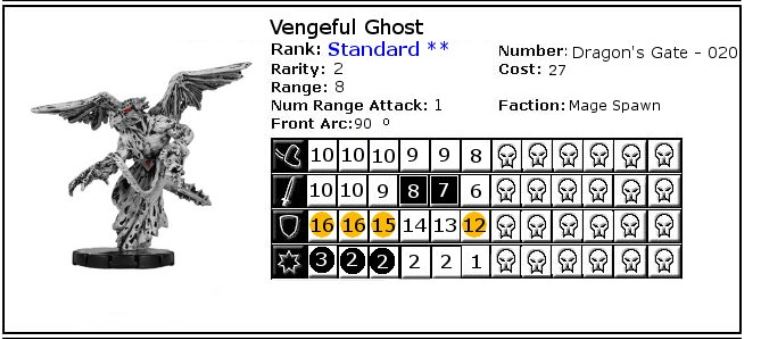 Vengeful Ghost
Rank: Standard **
Number: Dragon's Gate - 020
Rarity: 2
Cost: 27
Range: 8
Num Range Attack: 1
Faction: Mage Spawn
Front Arc:90 º
10 10 10 9 9 8
10 10 9 8 7 6
16 16 15 14 13 12
3 2 2 2 2 1